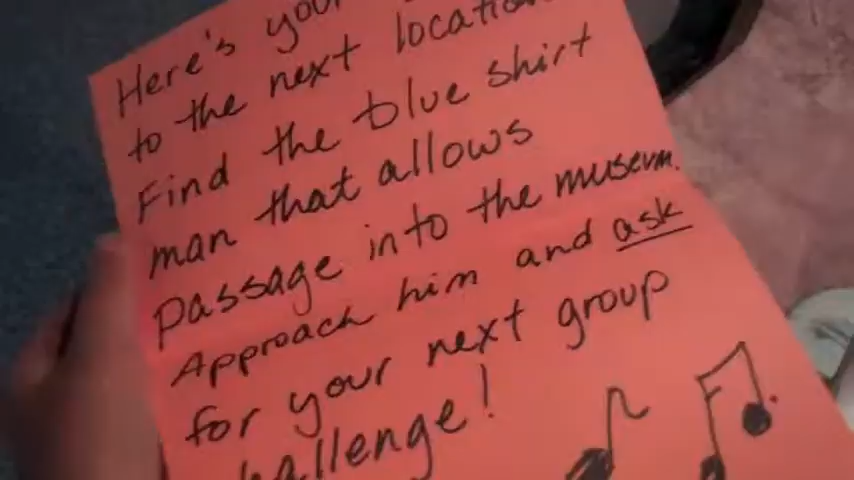 Here's your
to the next location
Find the blue shirt
man that allows
passage into the museum.
Approach him and ask
for your next group
challenge!